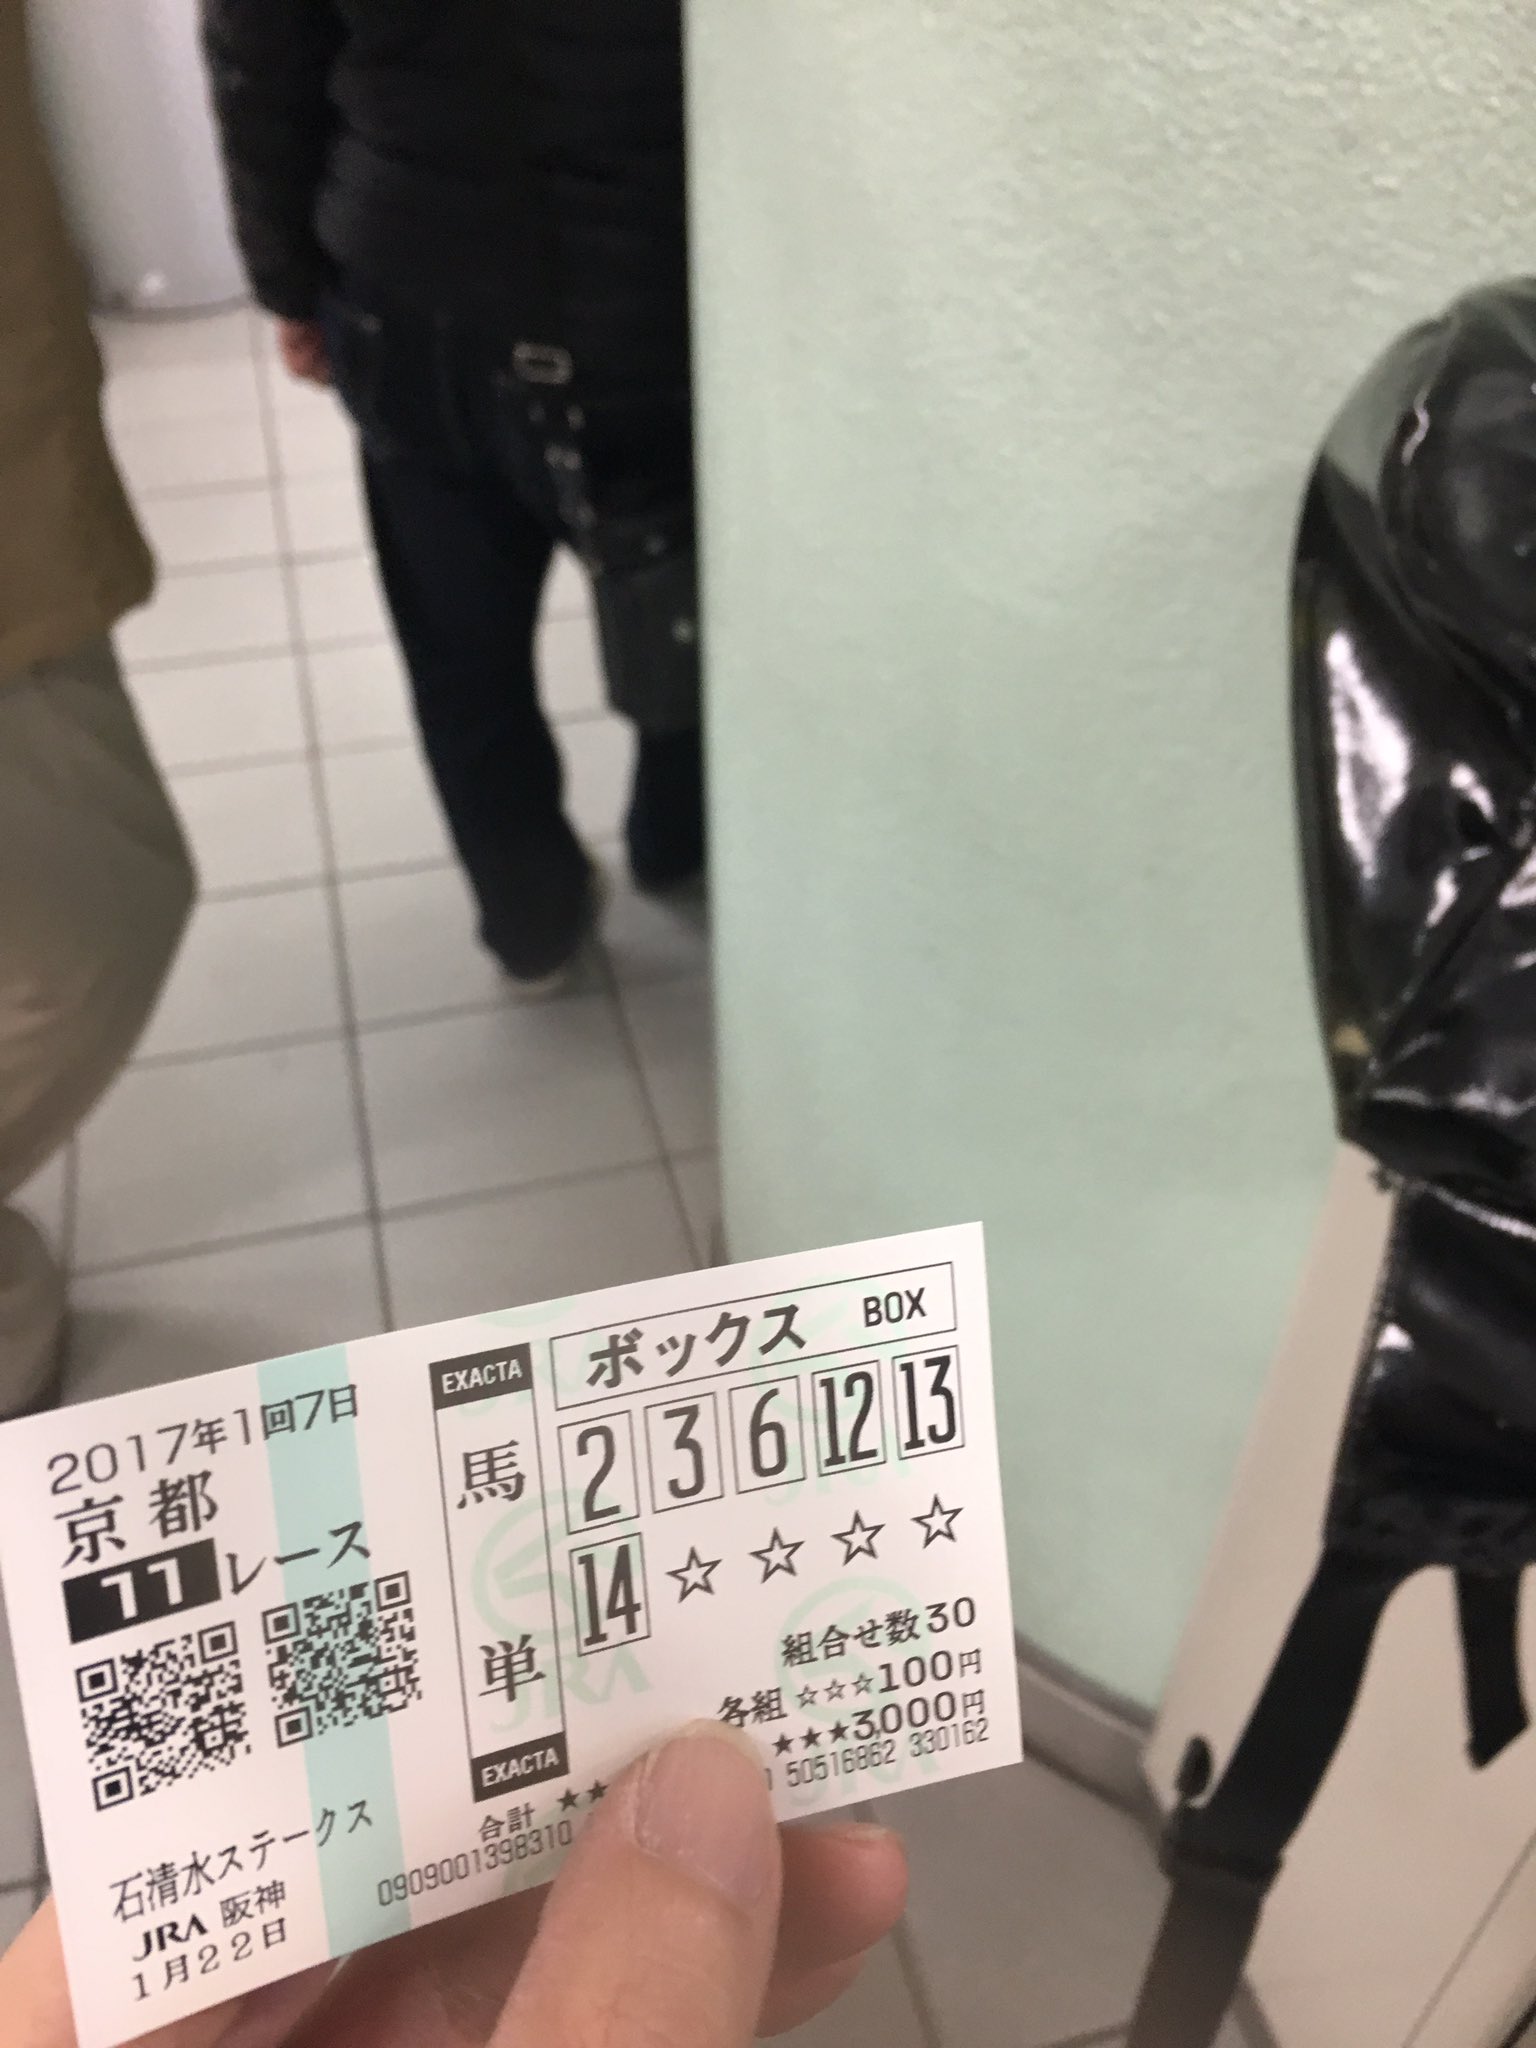 2017年1回7日
京都
11レース
石清水ステークス
JRA 阪神
1月22日
EXACTA
馬単
EXACTA
ボックス BOX
2 3 6 12 13
14 ☆ ☆ ☆ ☆
組合せ数30
各組 ☆☆☆100円
合計 ★★ ★★★3,000円
0909001398310 50516862 330162